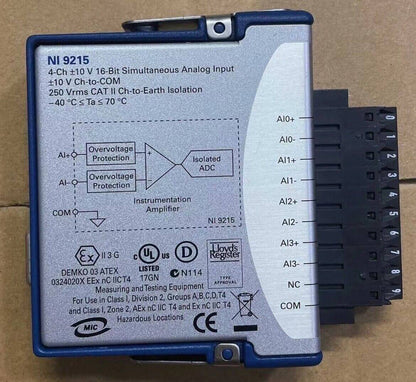 NI 9215
4-Ch ±10 V 16-Bit Simultaneous Analog Input
±10 V Ch-to-COM
250 Vrms CAT II Ch-to-Earth Isolation
–40 °C ≤ Ta ≤ 70 °C
AI+
Overvoltage
Protection
AI–
Overvoltage
Protection
+
–
Isolated
ADC
Instrumentation
Amplifier
COM
NI 9215
Ex II 3 G
DEMKO 03 ATEX
0324020X EEx nC IIC T4
C UL US
LISTED
17GN
D
N114
Lloyds
Register
TYPE
APPROVAL
Measuring and Testing Equipment
For Use in Class I, Division 2, Groups A,B,C,D, T4
and Class I, Zone 2, AEx nC IIC T4 and Ex nC IIC T4
Hazardous Locations
MIC
CE
AI0+ 0
AI0- 1
AI1+ 2
AI1- 3
AI2+ 4
AI2- 5
AI3+ 6
AI3- 7
NC 8
COM 9